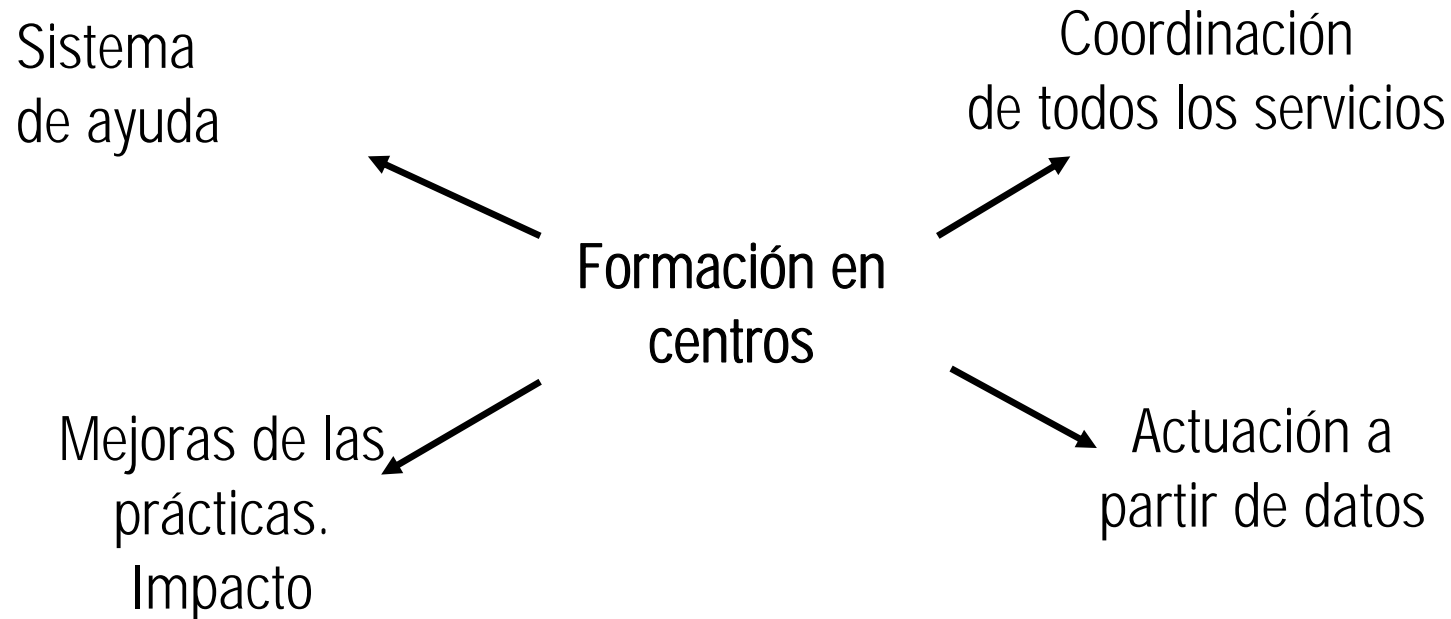 Sistema
de ayuda
Coordinación
de todos los servicios
Formación en
centros
Mejoras de las
prácticas.
Impacto
Actuación a
partir de datos